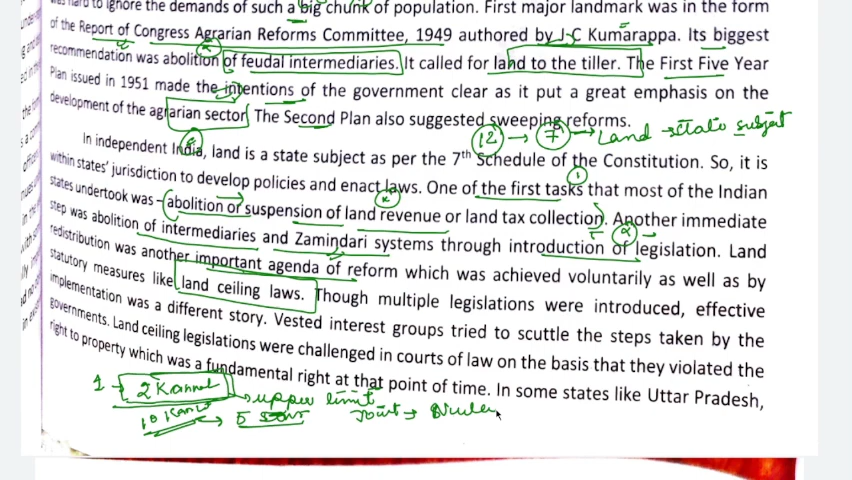 was hard to ignore the demands of such a big chunk of population. First major landmark was in the form
of the Report of Congress Agrarian Reforms Committee, 1949 authored by J C Kumarappa. Its biggest
recommendation was abolition of feudal intermediaries. It called for land to the tiller. The First Five Year
Plan issued in 1951 made the intentions of the government clear as it put a great emphasis on the
development of the agrarian sector. The Second Plan also suggested sweeping reforms.
12 → 7 → Land → State subject
In independent India, land is a state subject as per the 7th Schedule of the Constitution. So, it is
within states' jurisdiction to develop policies and enact laws. One of the first tasks that most of the Indian
states undertook was – abolition or suspension of land revenue or land tax collection. Another immediate
step was abolition of intermediaries and Zamindari systems through introduction of legislation. Land
redistribution was another important agenda of reform which was achieved voluntarily as well as by
statutory measures like land ceiling laws. Though multiple legislations were introduced, effective
implementation was a different story. Vested interest groups tried to scuttle the steps taken by the
governments. Land ceiling legislations were challenged in courts of law on the basis that they violated the
right to property which was a fundamental right at that point of time. In some states like Uttar Pradesh,
1 → 2 Kannal → upper limit
10 → 5 Joint →